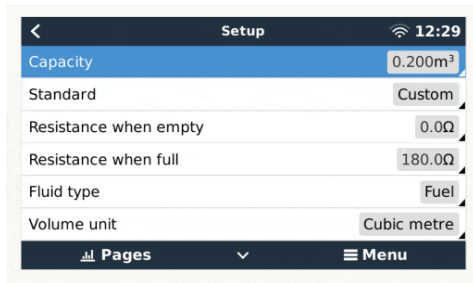 Setup 12:29
Capacity 0.200m³
Standard Custom
Resistance when empty 0.0Ω
Resistance when full 180.0Ω
Fluid type Fuel
Volume unit Cubic metre
Pages Menu